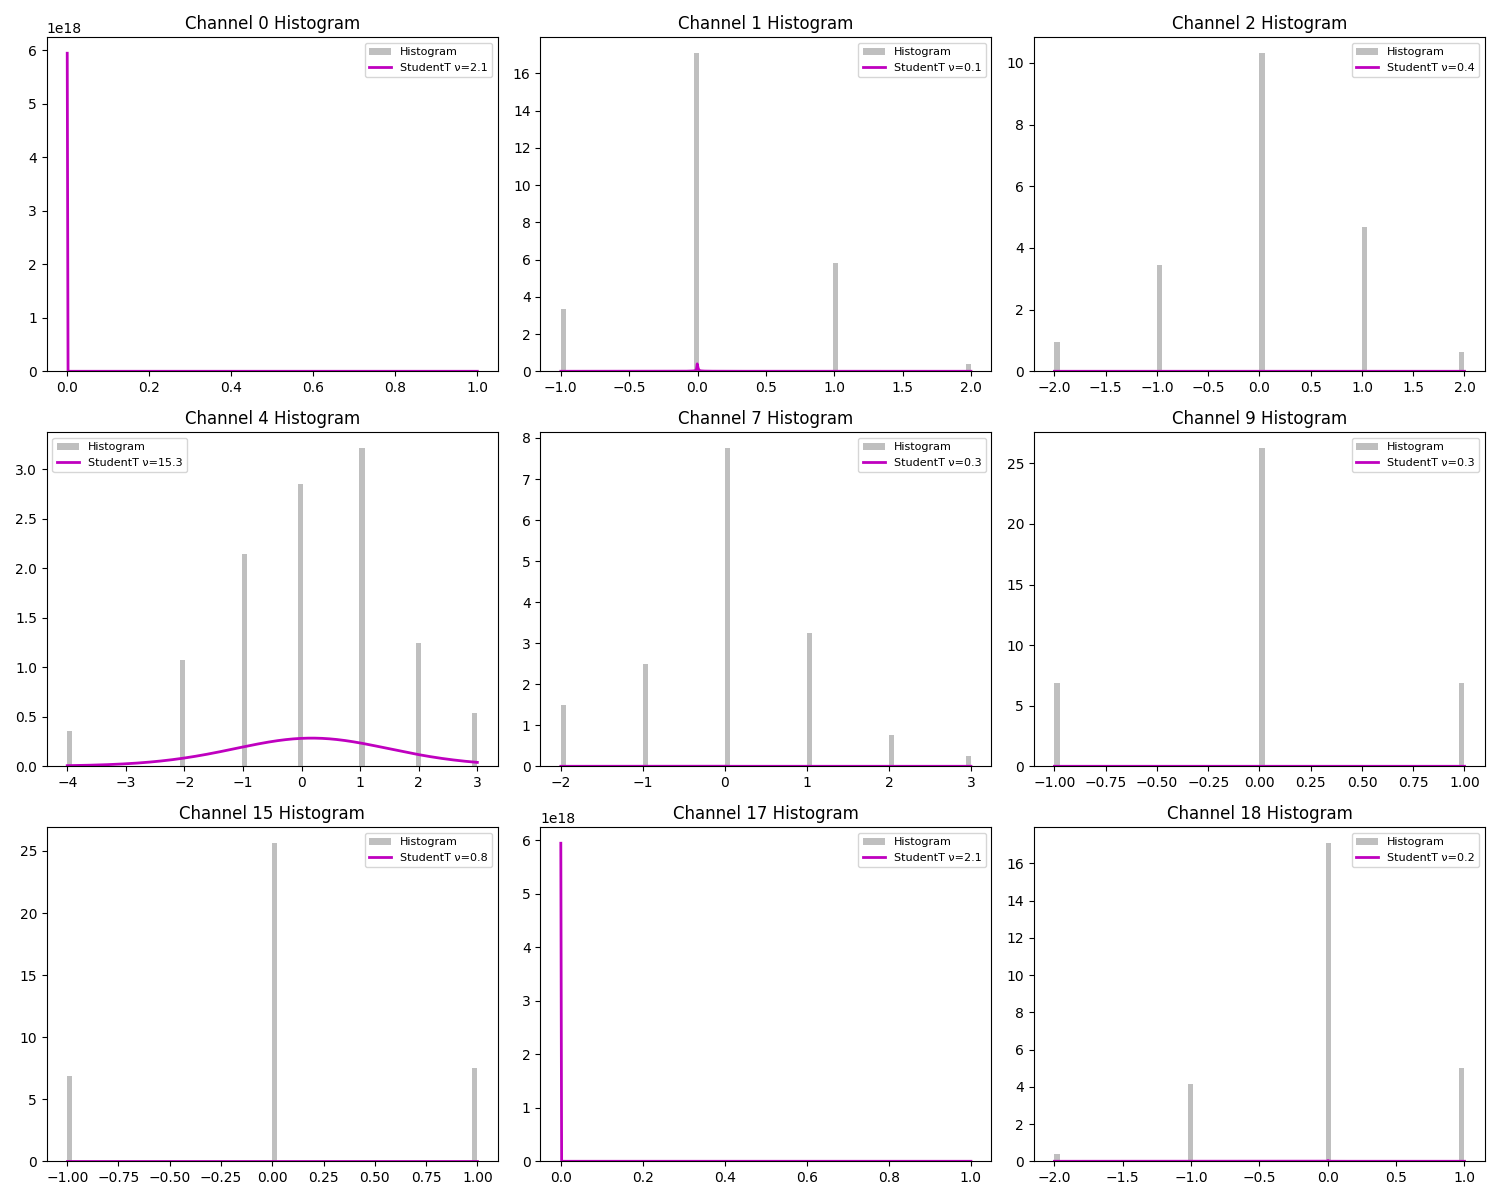 Channel 0 Histogram
1e18
6
5
4
3
2
1
0
0.0 0.2 0.4 0.6 0.8 1.0
Histogram
StudentT ν=2.1
Channel 1 Histogram
16
14
12
10
8
6
4
2
0
−1.0 −0.5 0.0 0.5 1.0 1.5 2.0
Histogram
StudentT ν=0.1
Channel 2 Histogram
10
8
6
4
2
0
−2.0 −1.5 −1.0 −0.5 0.0 0.5 1.0 1.5 2.0
Histogram
StudentT ν=0.4
Channel 4 Histogram
3.0
2.5
2.0
1.5
1.0
0.5
0.0
−4 −3 −2 −1 0 1 2 3
Histogram
StudentT ν=15.3
Channel 7 Histogram
8
7
6
5
4
3
2
1
0
−2 −1 0 1 2 3
Histogram
StudentT ν=0.3
Channel 9 Histogram
25
20
15
10
5
0
−1.00 −0.75 −0.50 −0.25 0.00 0.25 0.50 0.75 1.00
Histogram
StudentT ν=0.3
Channel 15 Histogram
25
20
15
10
5
0
−1.00 −0.75 −0.50 −0.25 0.00 0.25 0.50 0.75 1.00
Histogram
StudentT ν=0.8
Channel 17 Histogram
1e18
6
5
4
3
2
1
0
0.0 0.2 0.4 0.6 0.8 1.0
Histogram
StudentT ν=2.1
Channel 18 Histogram
16
14
12
10
8
6
4
2
0
−2.0 −1.5 −1.0 −0.5 0.0 0.5 1.0
Histogram
StudentT ν=0.2